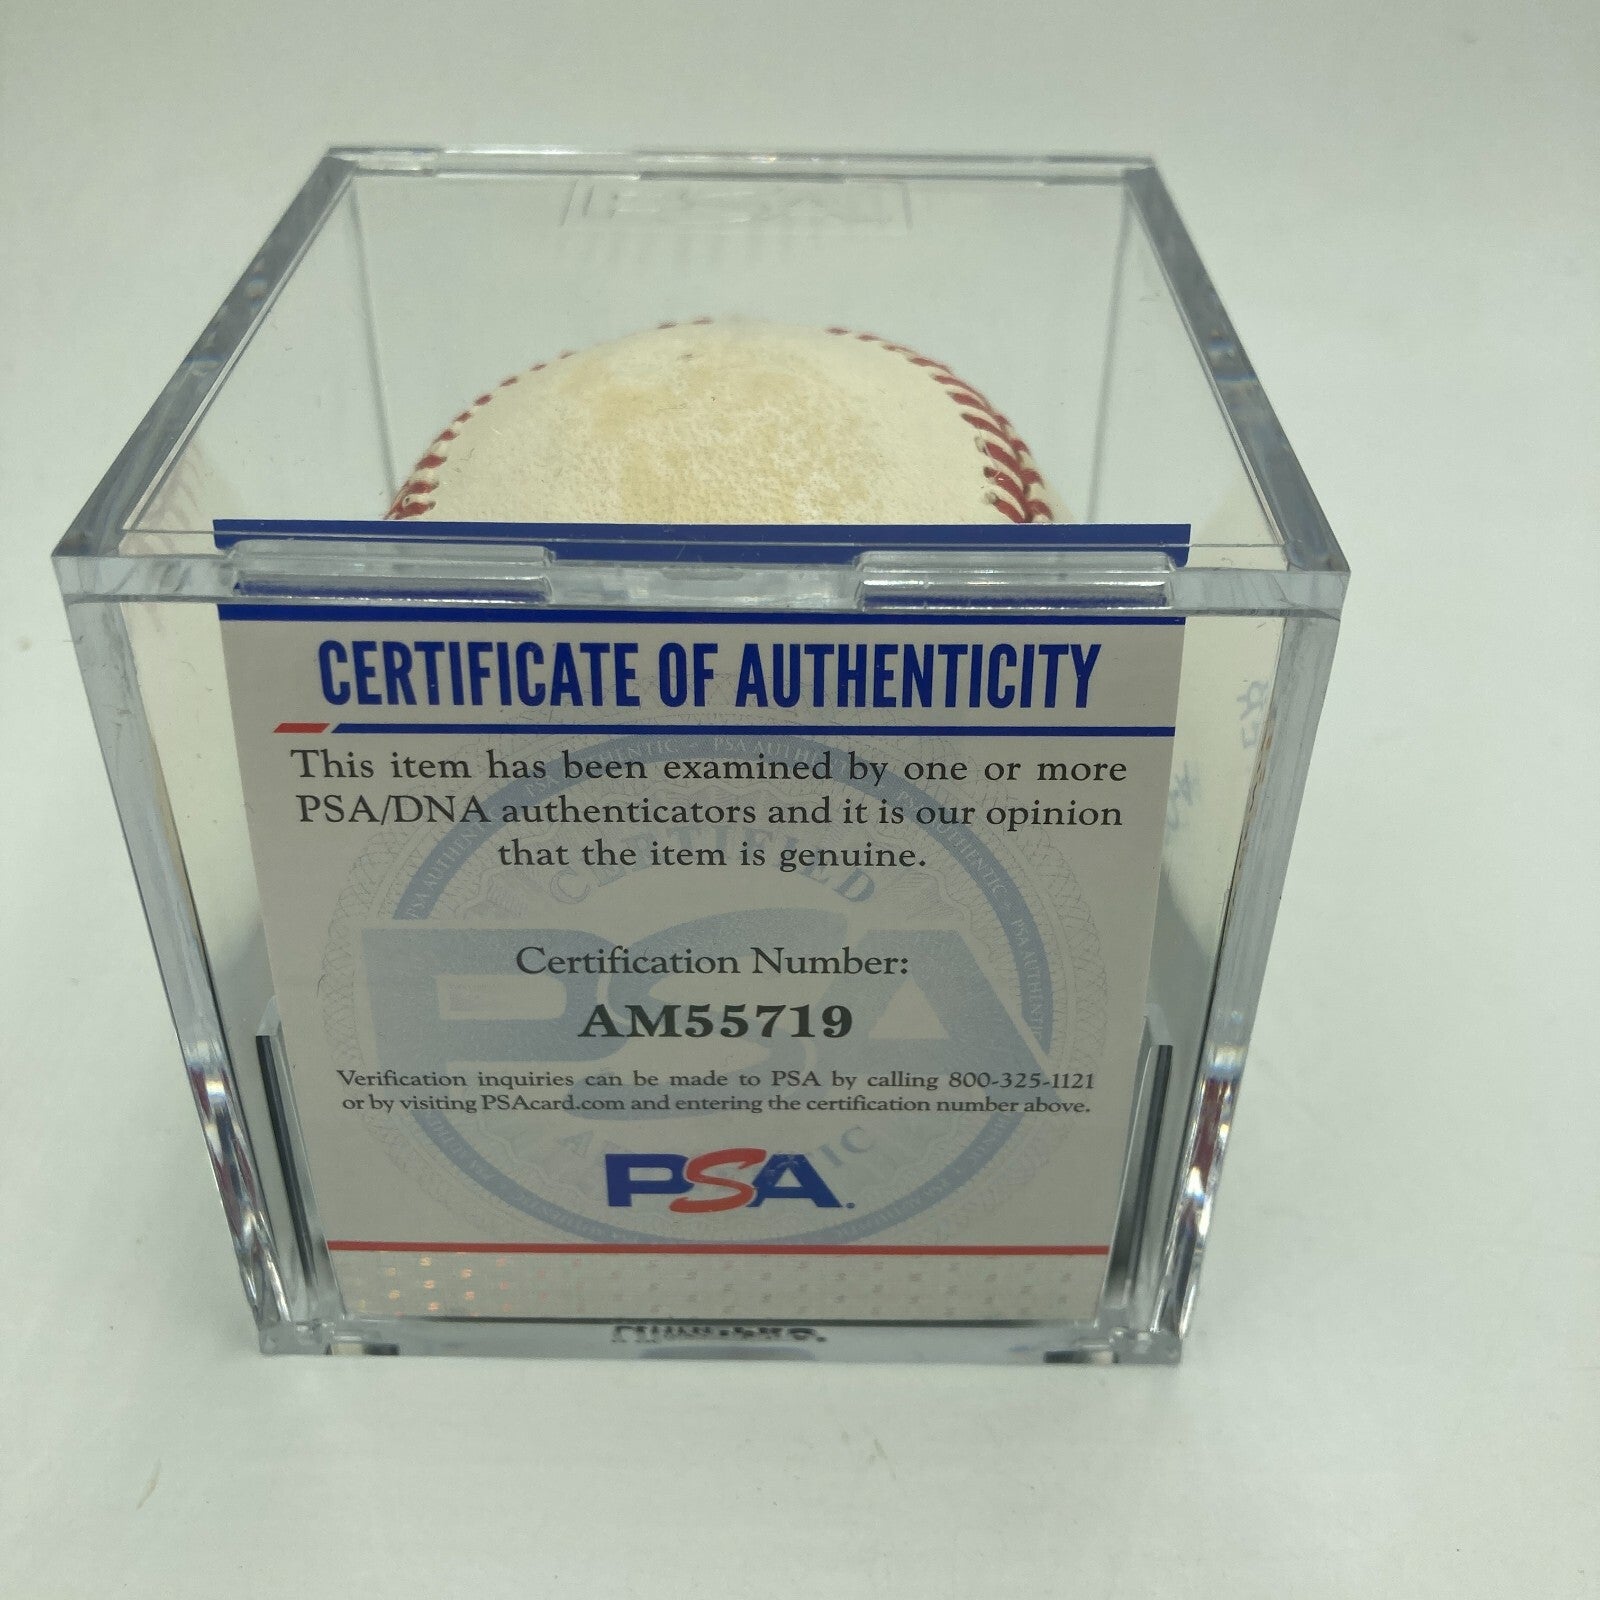 CERTIFICATE OF AUTHENTICITY
This item has been examined by one or more
PSA/DNA authenticators and it is our opinion
that the item is genuine.
CERTIFIED
PSA
Certification Number:
AM55719
Verification inquiries can be made to PSA by calling 800-325-1121
or by visiting PSAcard.com and entering the certification number above.
PSA.